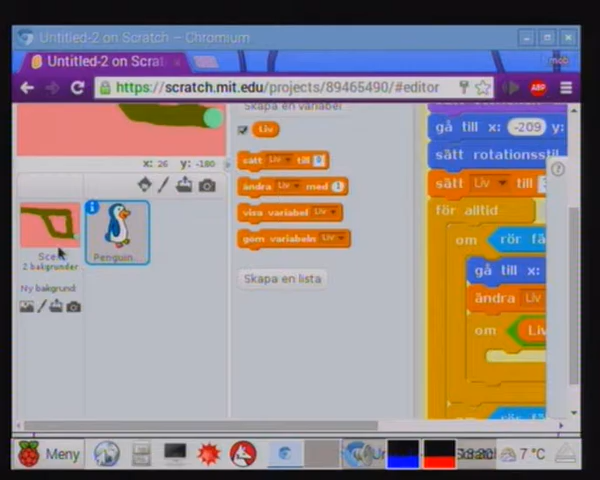 Untitled-2 on Scratch – Chromium
Untitled-2 on Scrat
https://scratch.mit.edu/projects/89465490/#editor
ABP
Skapa en variabel
Liv
sätt Liv till 0
ändra Liv med 1
visa variabel Liv
göm variabeln Liv
Skapa en lista
x: 26 y: -180
Scen
2 bakgrunder
Ny bakgrund:
Penguin...
gå till x: -209 y:
sätt rotationsstil
sätt Liv till
för alltid
om rör fä
gå till x:
ändra Liv
om Liv
Meny
7 °C